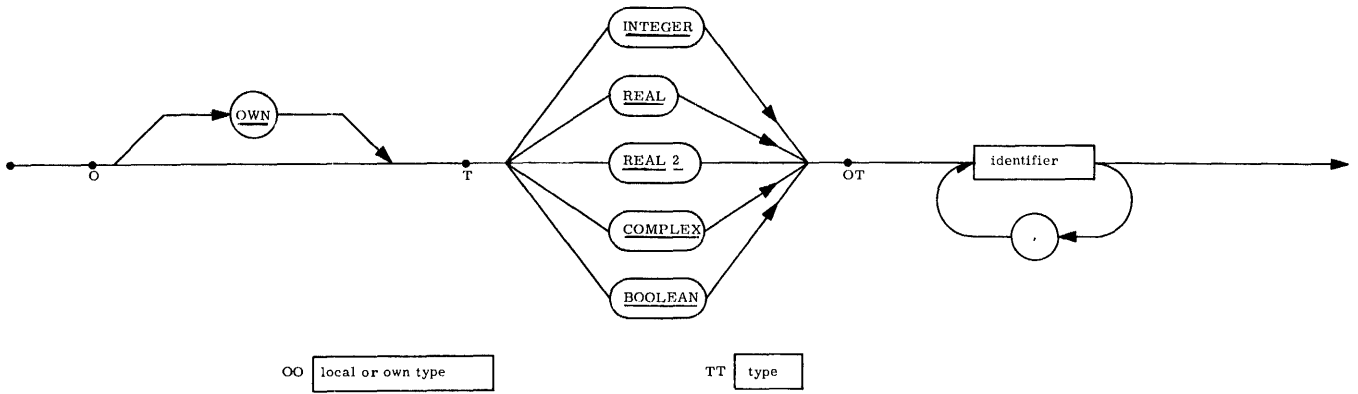 INTEGER
OWN
REAL
O
T
REAL 2
OT
identifier
COMPLEX
,
BOOLEAN
OO local or own type
TT type